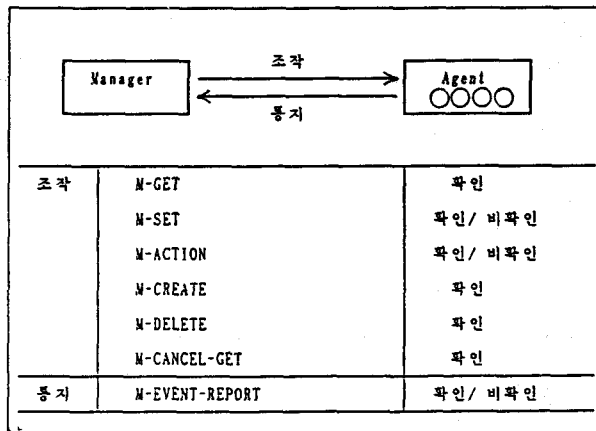 조작
Manager
Agent
통지
조작 M-GET 확인
M-SET 확인/ 비확인
M-ACTION 확인/ 비확인
M-CREATE 확인
M-DELETE 확인
M-CANCEL-GET 확인
통지 M-EVENT-REPORT 확인/ 비확인